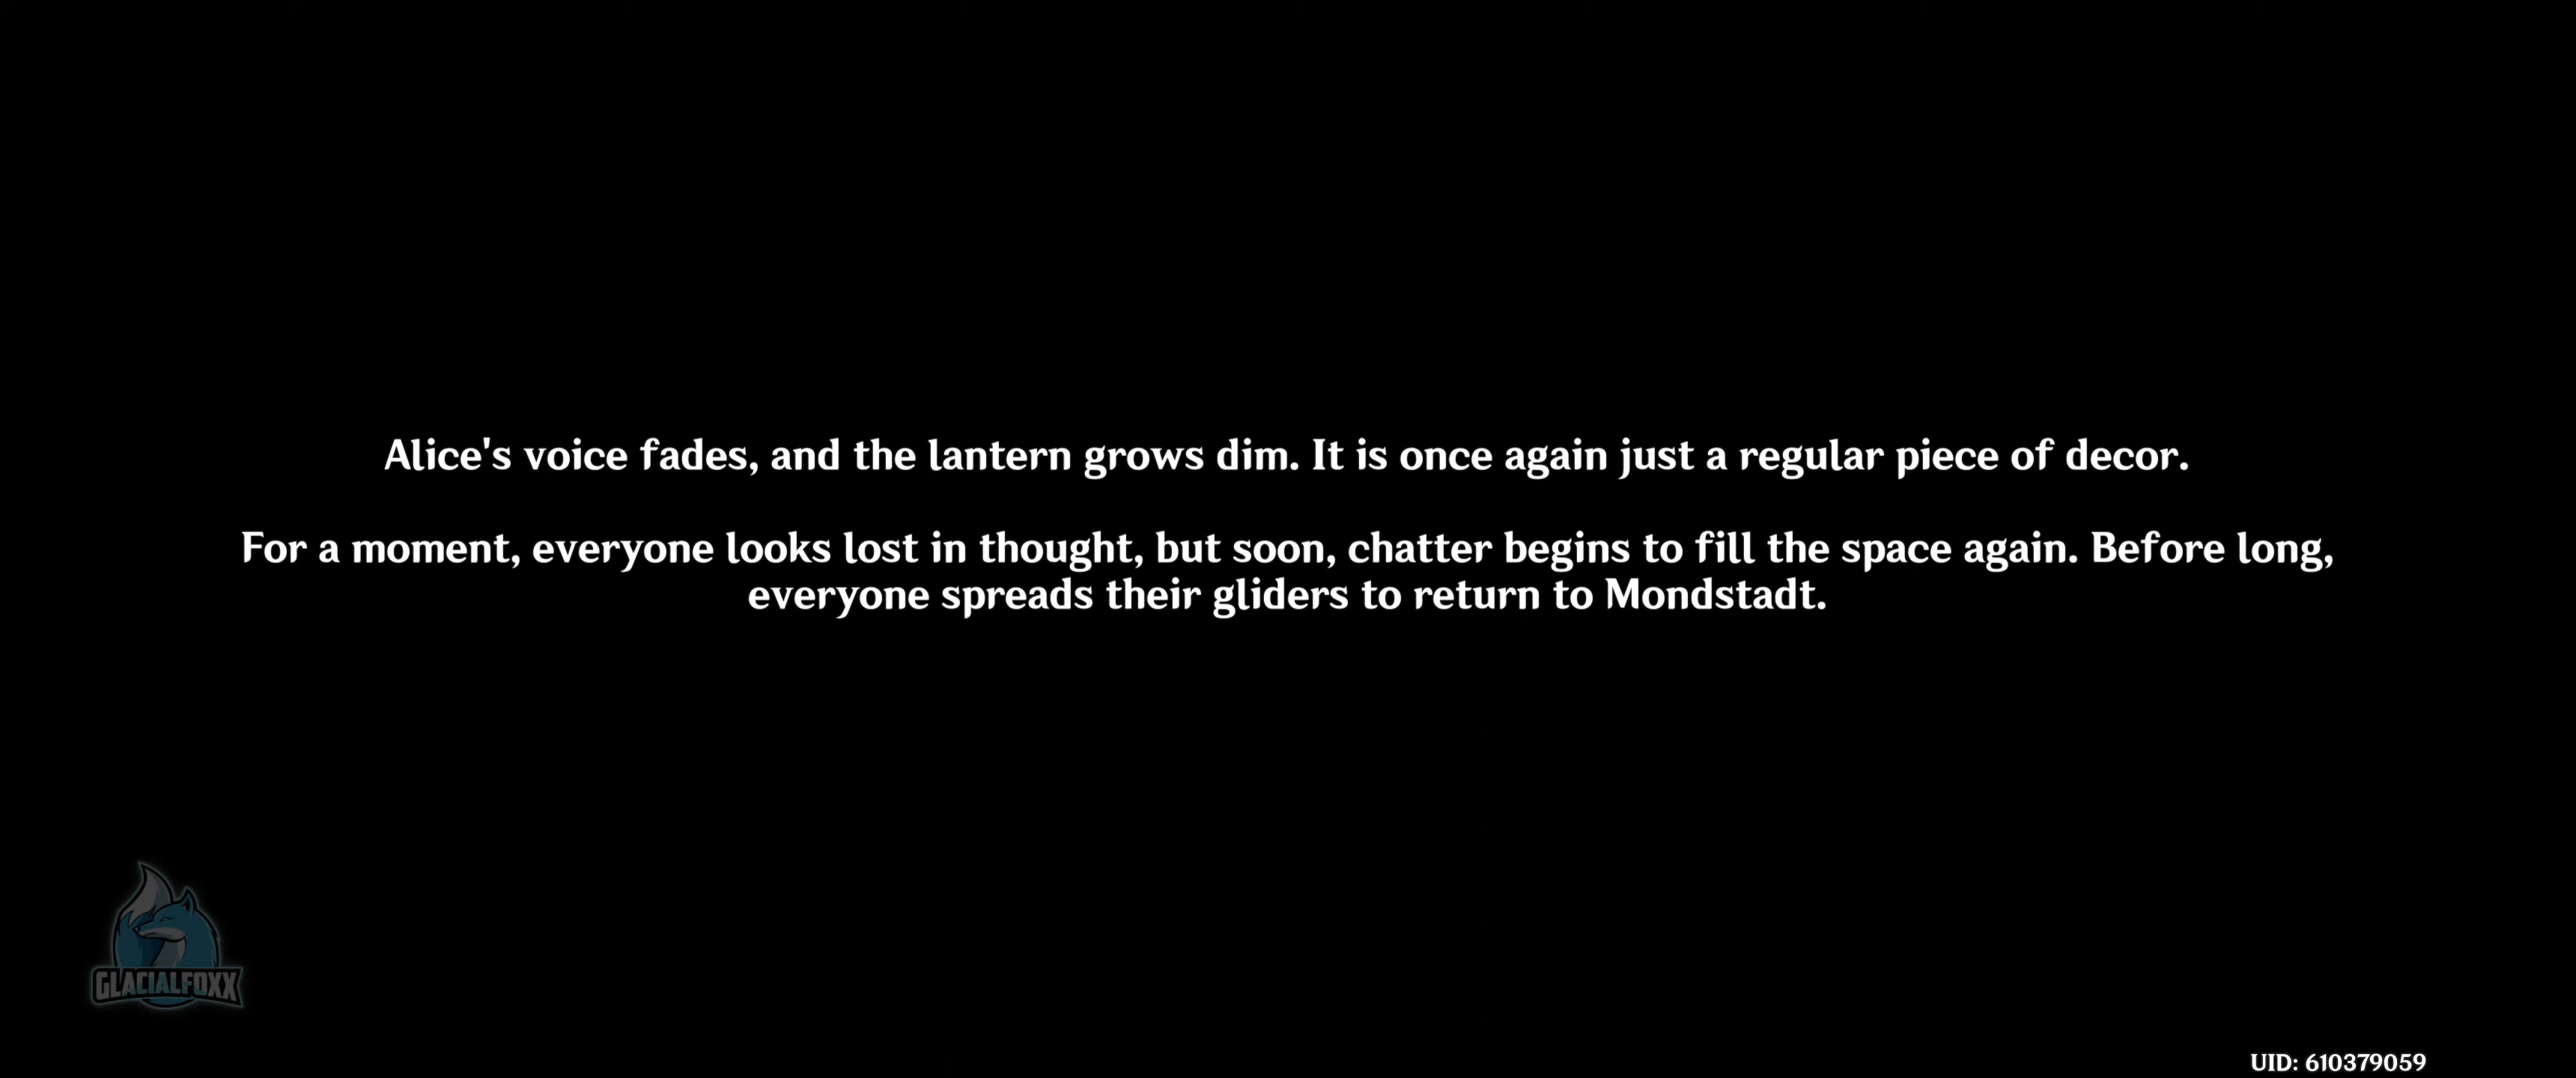 Alice's voice fades, and the lantern grows dim. It is once again just a regular piece of decor.
For a moment, everyone looks lost in thought, but soon, chatter begins to fill the space again. Before long,
everyone spreads their gliders to return to Mondstadt.
GLACIALFOXX
UID: 610379059